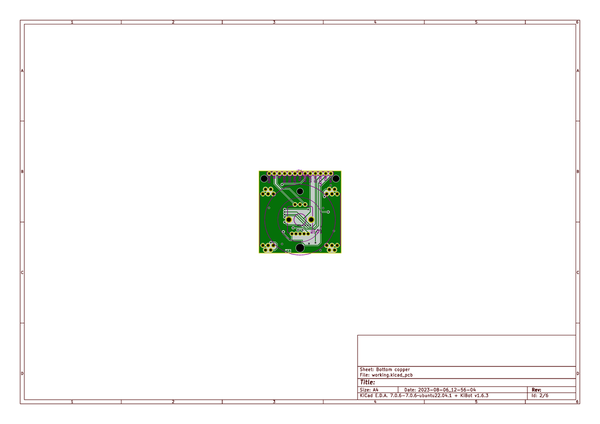 1 2 3 4 5 6
A A
B B
C C
D D
Sheet: Bottom copper
File: working.kicad_pcb
Title:
Size: A4 Date: 2023-08-06_12-56-04 Rev:
KiCad E.D.A. 7.0.6-7.0.6~ubuntu22.04.1 + KiBot v1.6.3 Id: 2/6
1 2 3 4 5 6